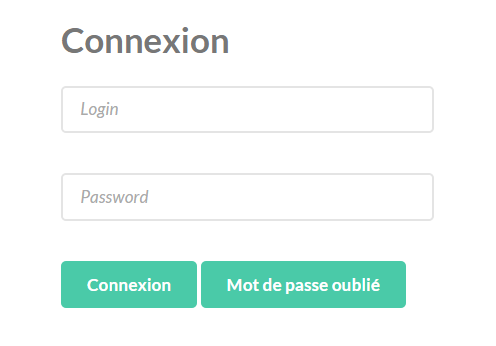 Connexion
Login
Password
Connexion Mot de passe oublié